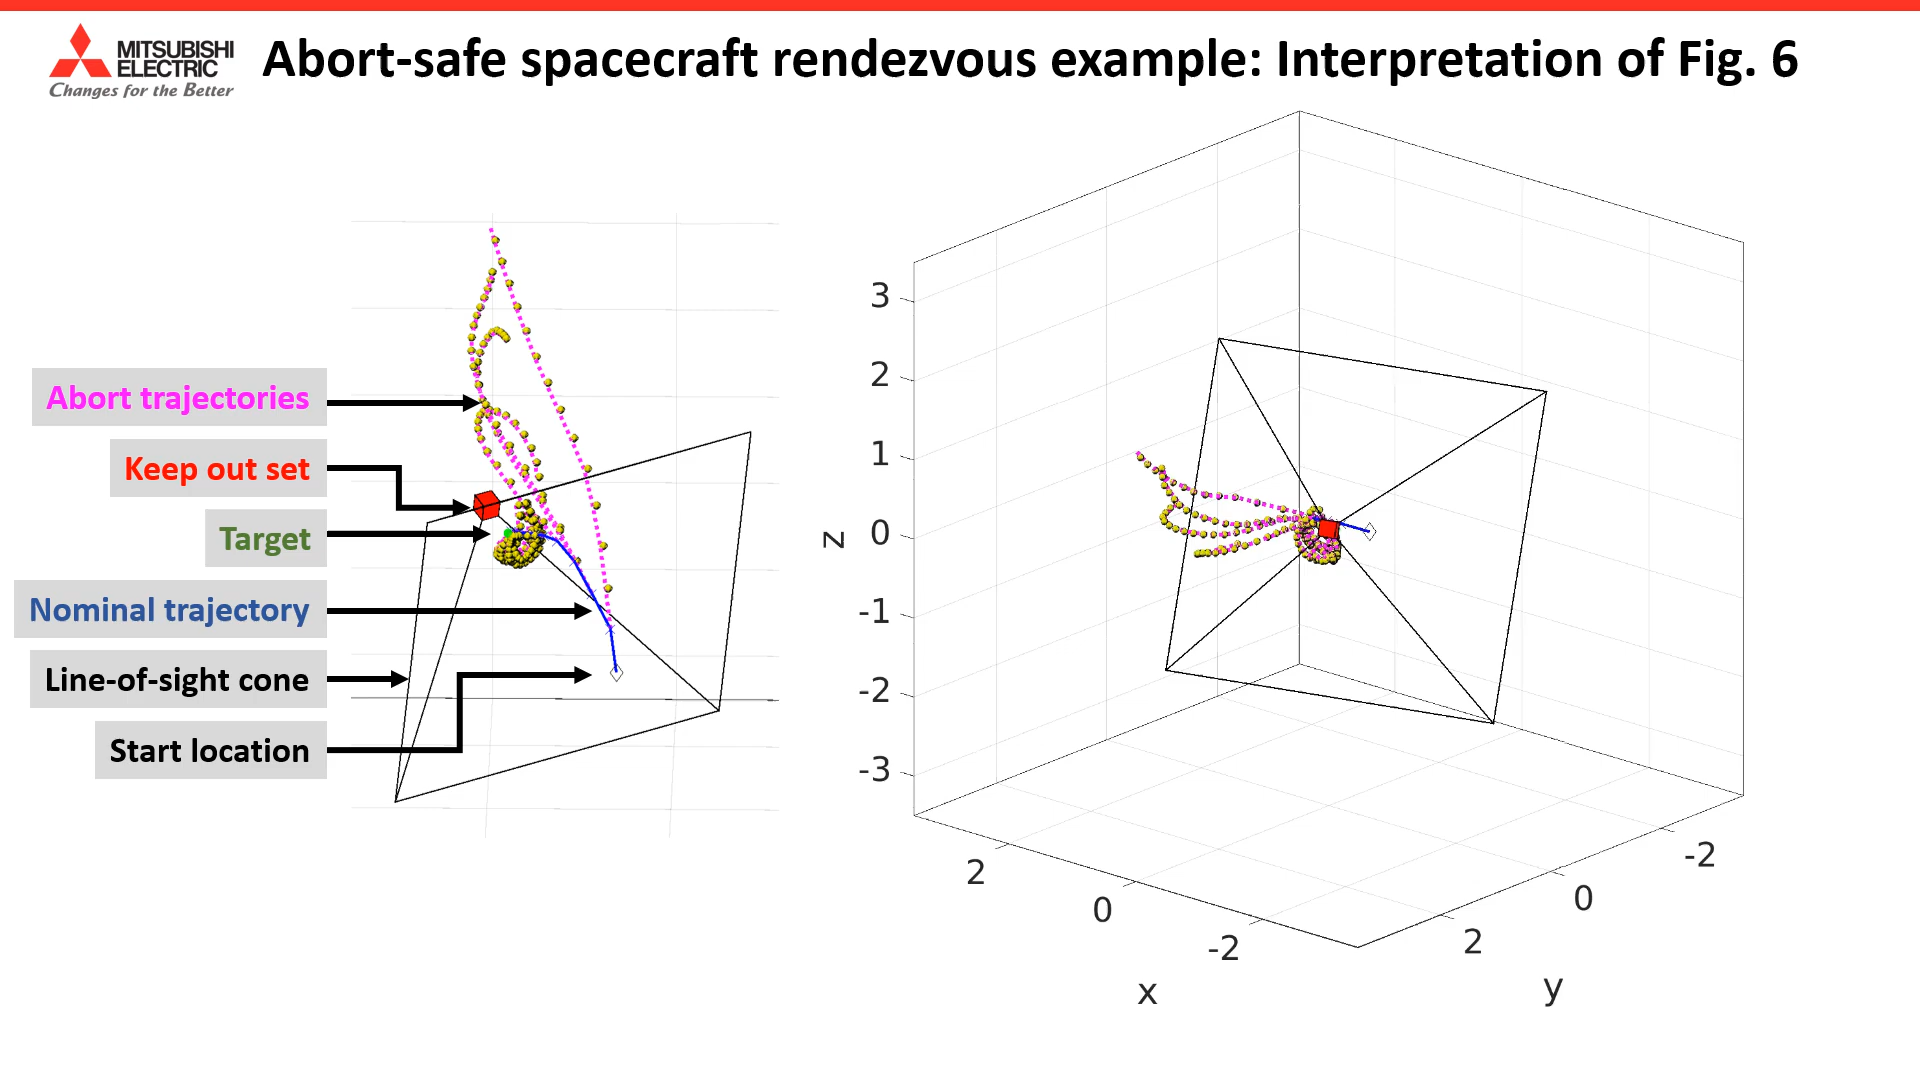 MITSUBISHI
ELECTRIC
Changes for the Better
Abort-safe spacecraft rendezvous example: Interpretation of Fig. 6
Abort trajectories
Keep out set
Target
Nominal trajectory
Line-of-sight cone
Start location
3
2
1
0
-1
-2
-3
z
2
0
-2
x
2
0
-2
y